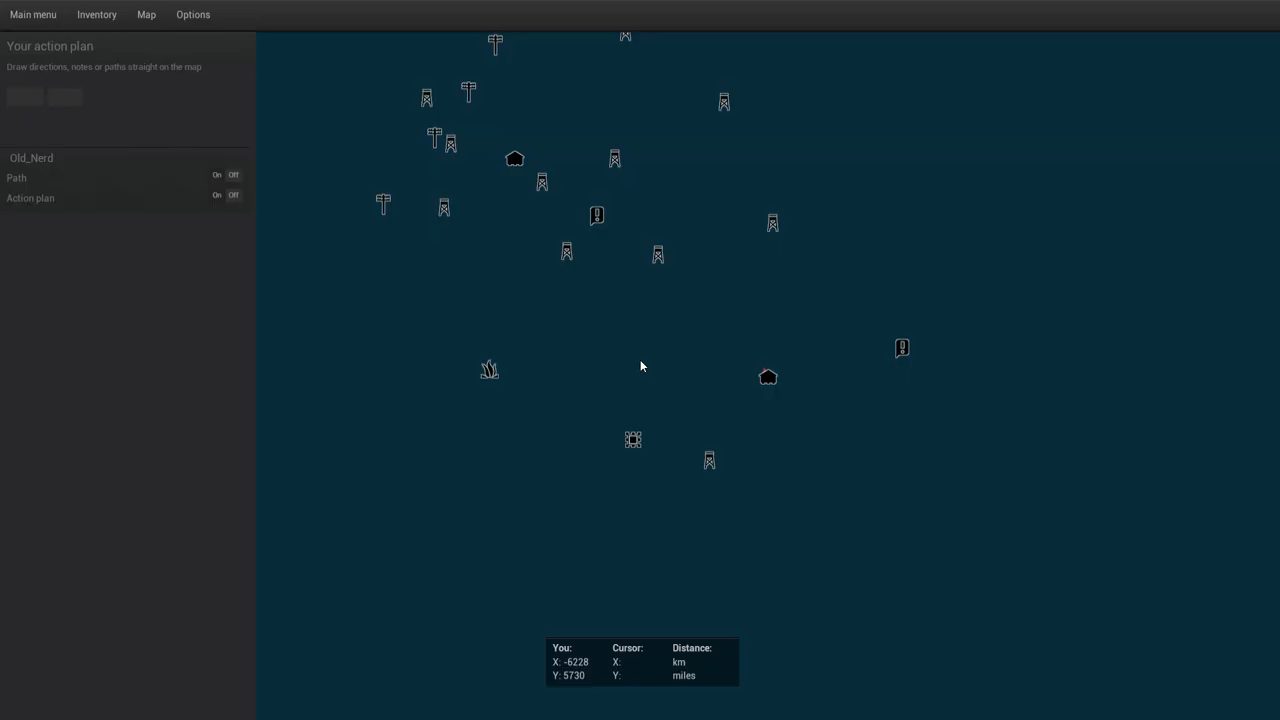 Main menu Inventory Map Options
Your action plan
Draw directions, notes or paths straight on the map
Old_Nerd
Path On Off
Action plan On Off
You: Cursor: Distance:
X: -6228 X: km
Y: 5730 Y: miles